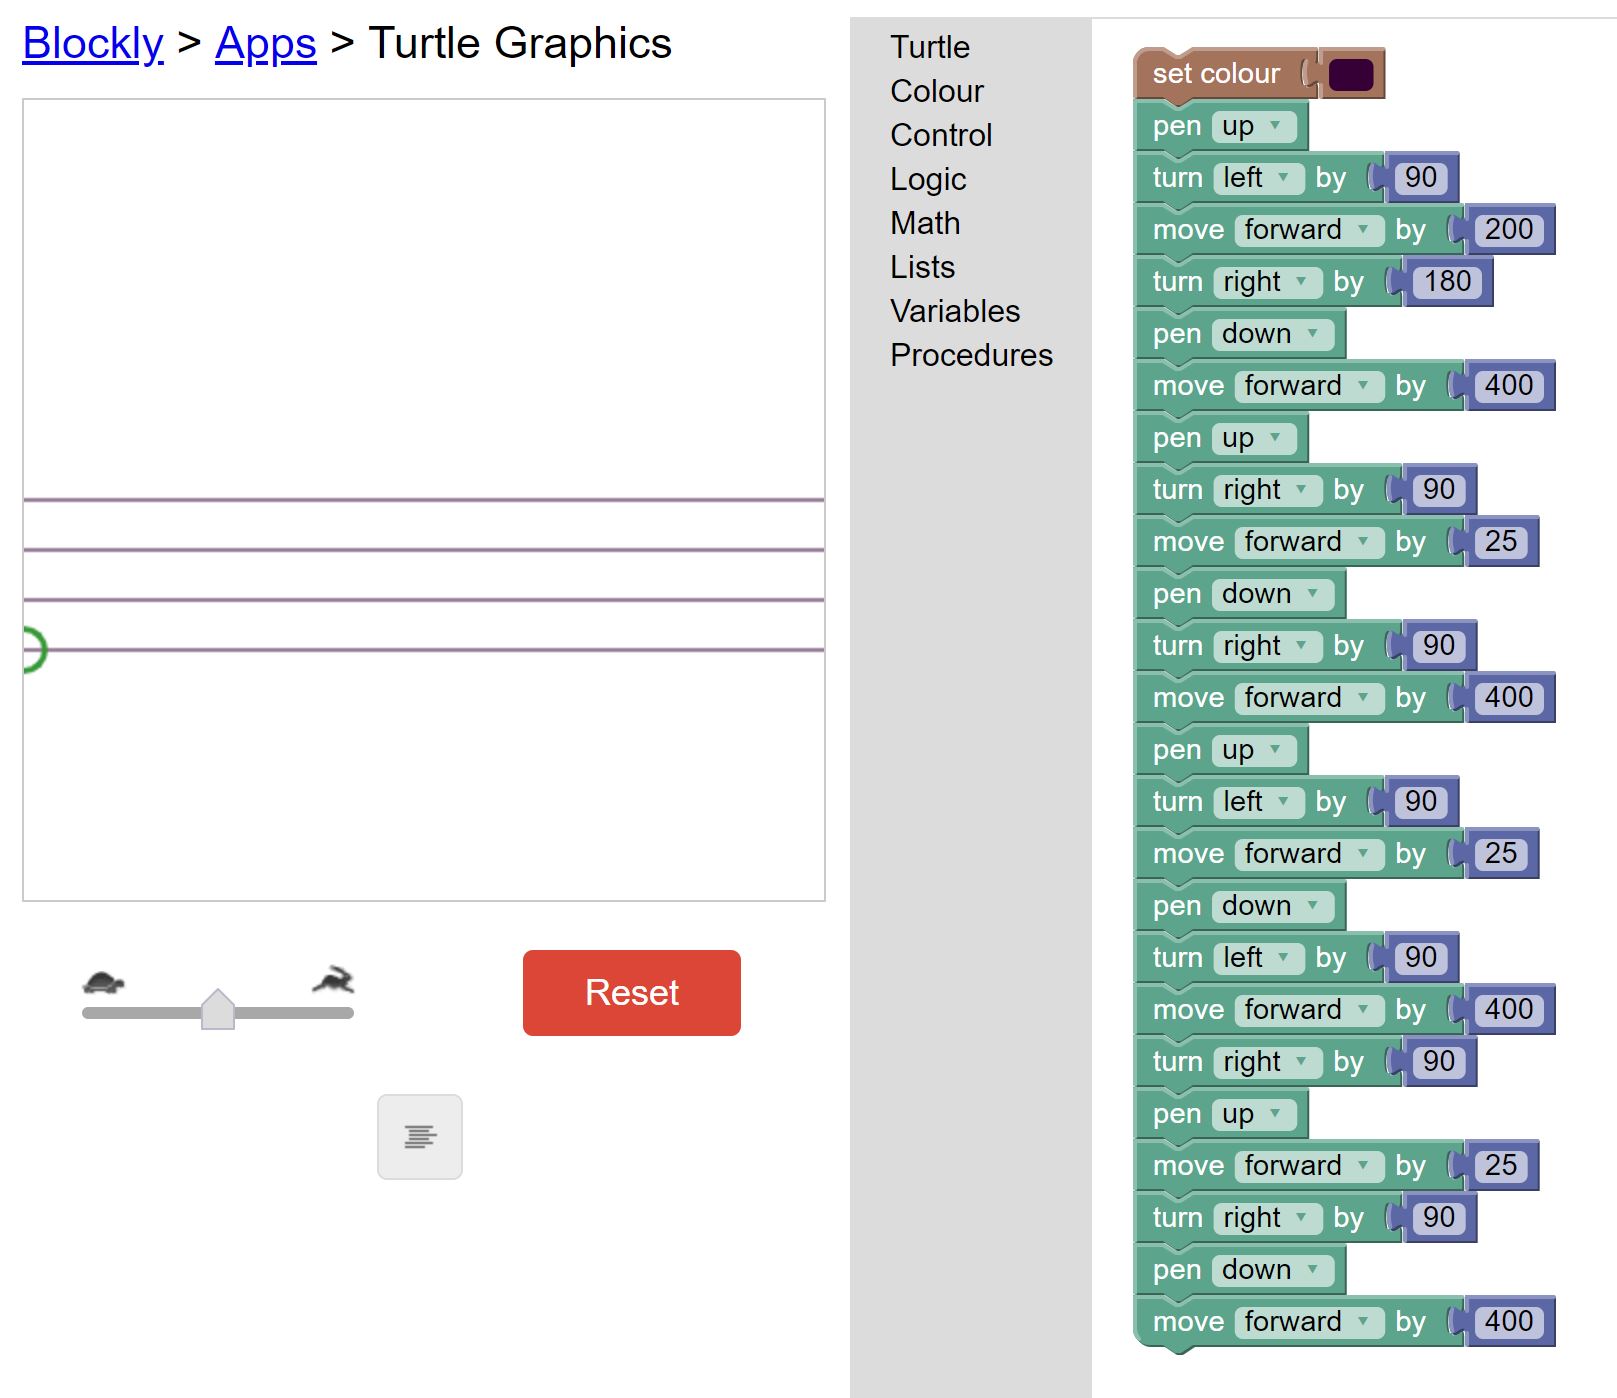 Blockly > Apps > Turtle Graphics
Reset
Turtle
Colour
Control
Logic
Math
Lists
Variables
Procedures
set colour
pen up
turn left by 90
move forward by 200
turn right by 180
pen down
move forward by 400
pen up
turn right by 90
move forward by 25
pen down
turn right by 90
move forward by 400
pen up
turn left by 90
move forward by 25
pen down
turn left by 90
move forward by 400
turn right by 90
pen up
move forward by 25
turn right by 90
pen down
move forward by 400